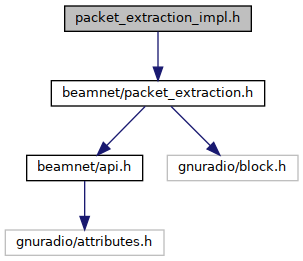 packet_extraction_impl.h
beamnet/packet_extraction.h
beamnet/api.h
gnuradio/block.h
gnuradio/attributes.h